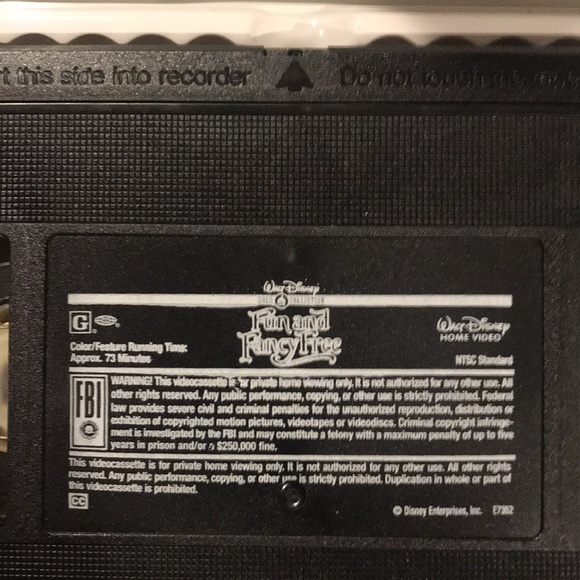 this side into recorder
Do not touch
Walt Disney
GOLD COLLECTION
Fun and
Fancy Free
G
Color/Feature Running Time:
Approx. 73 Minutes
Walt Disney
HOME VIDEO
NTSC Standard
FBI
WARNING! This videocassette is for private home viewing only. It is not authorized for any other use. All
other rights reserved. Any public performance, copying, or other use is strictly prohibited. Federal
law provides severe civil and criminal penalties for the unauthorized reproduction, distribution or
exhibition of copyrighted motion pictures, videotapes or videodiscs. Criminal copyright infringe-
ment is investigated by the FBI and may constitute a felony with a maximum penalty of up to five
years in prison and/or a $250,000 fine.
This videocassette is for private home viewing only. It is not authorized for any other use. All other rights
reserved. Any public performance, copying, or other use is strictly prohibited. Duplication in whole or part of
this videocassette is prohibited.
CC
© Disney Enterprises, Inc. E7352